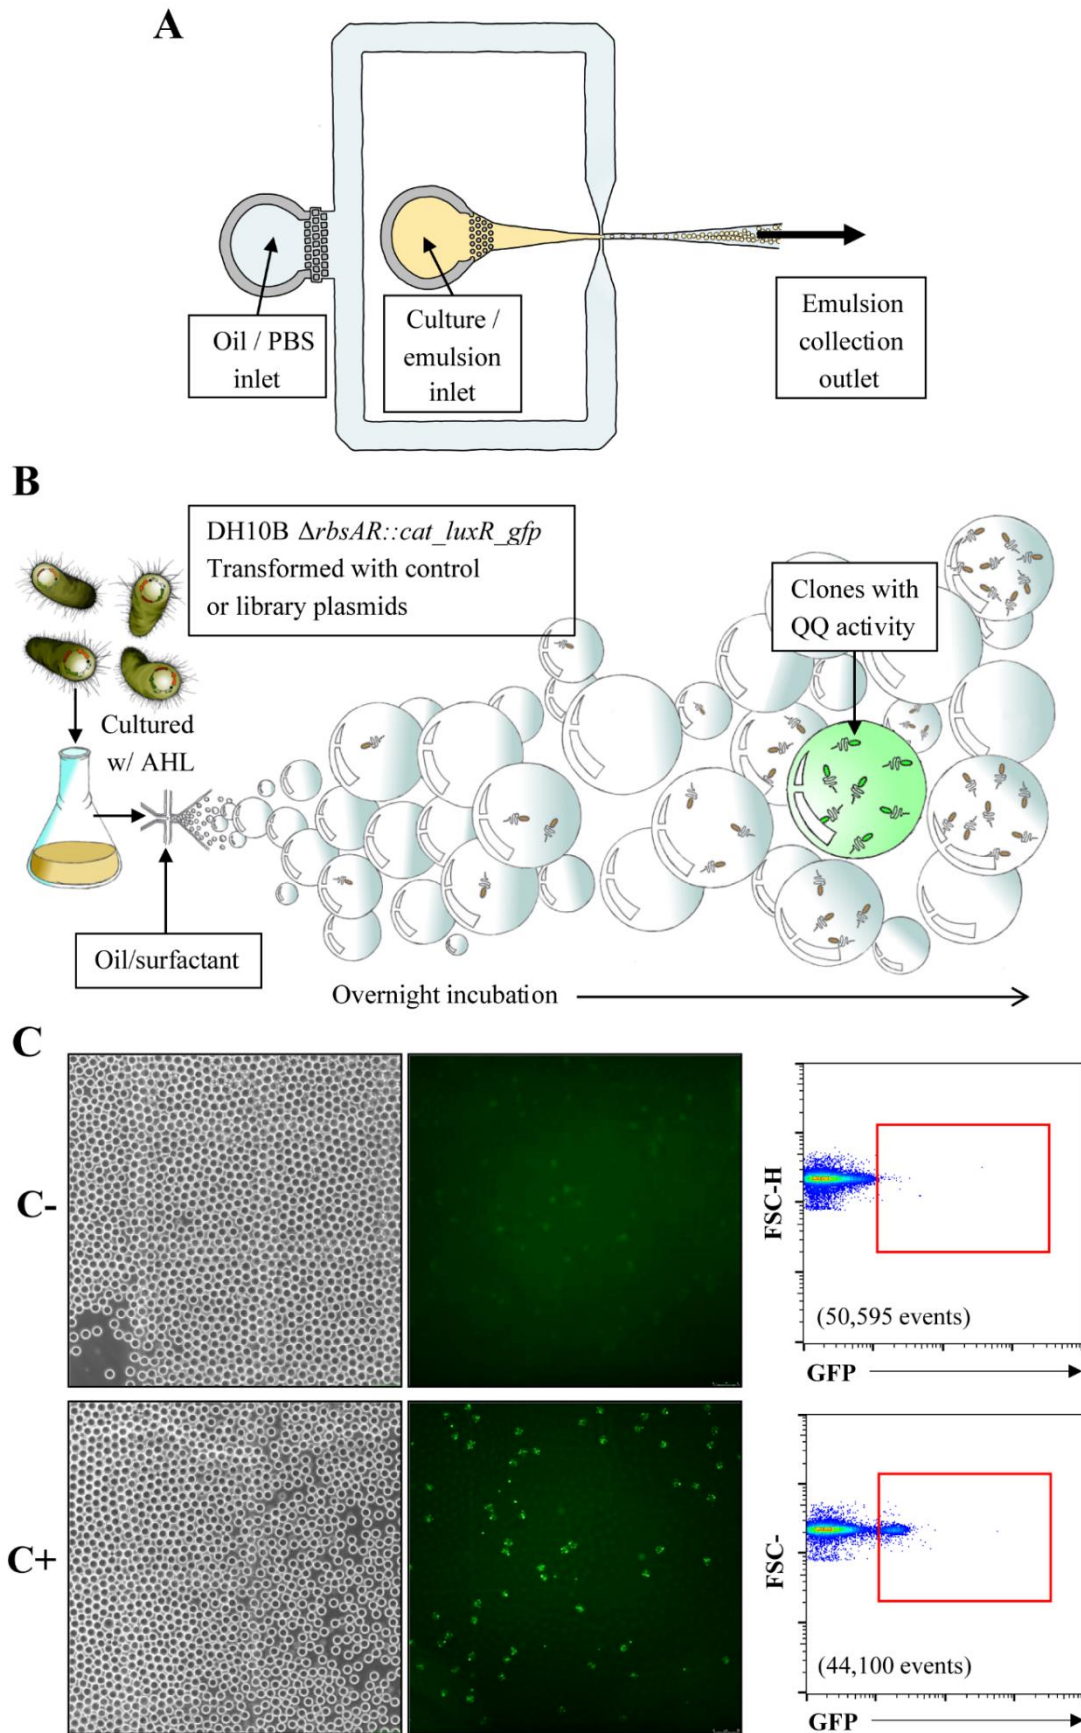 A
Oil / PBS
inlet
Culture /
emulsion
inlet
Emulsion
collection
outlet
B
DH10B ΔrbsAR::cat_luxR_gfp
Transformed with control
or library plasmids
Clones with
QQ activity
Cultured
w/ AHL
Oil/surfactant
Overnight incubation
C
C-
FSC-H
(50,595 events)
GFP
C+
FSC-
(44,100 events)
GFP